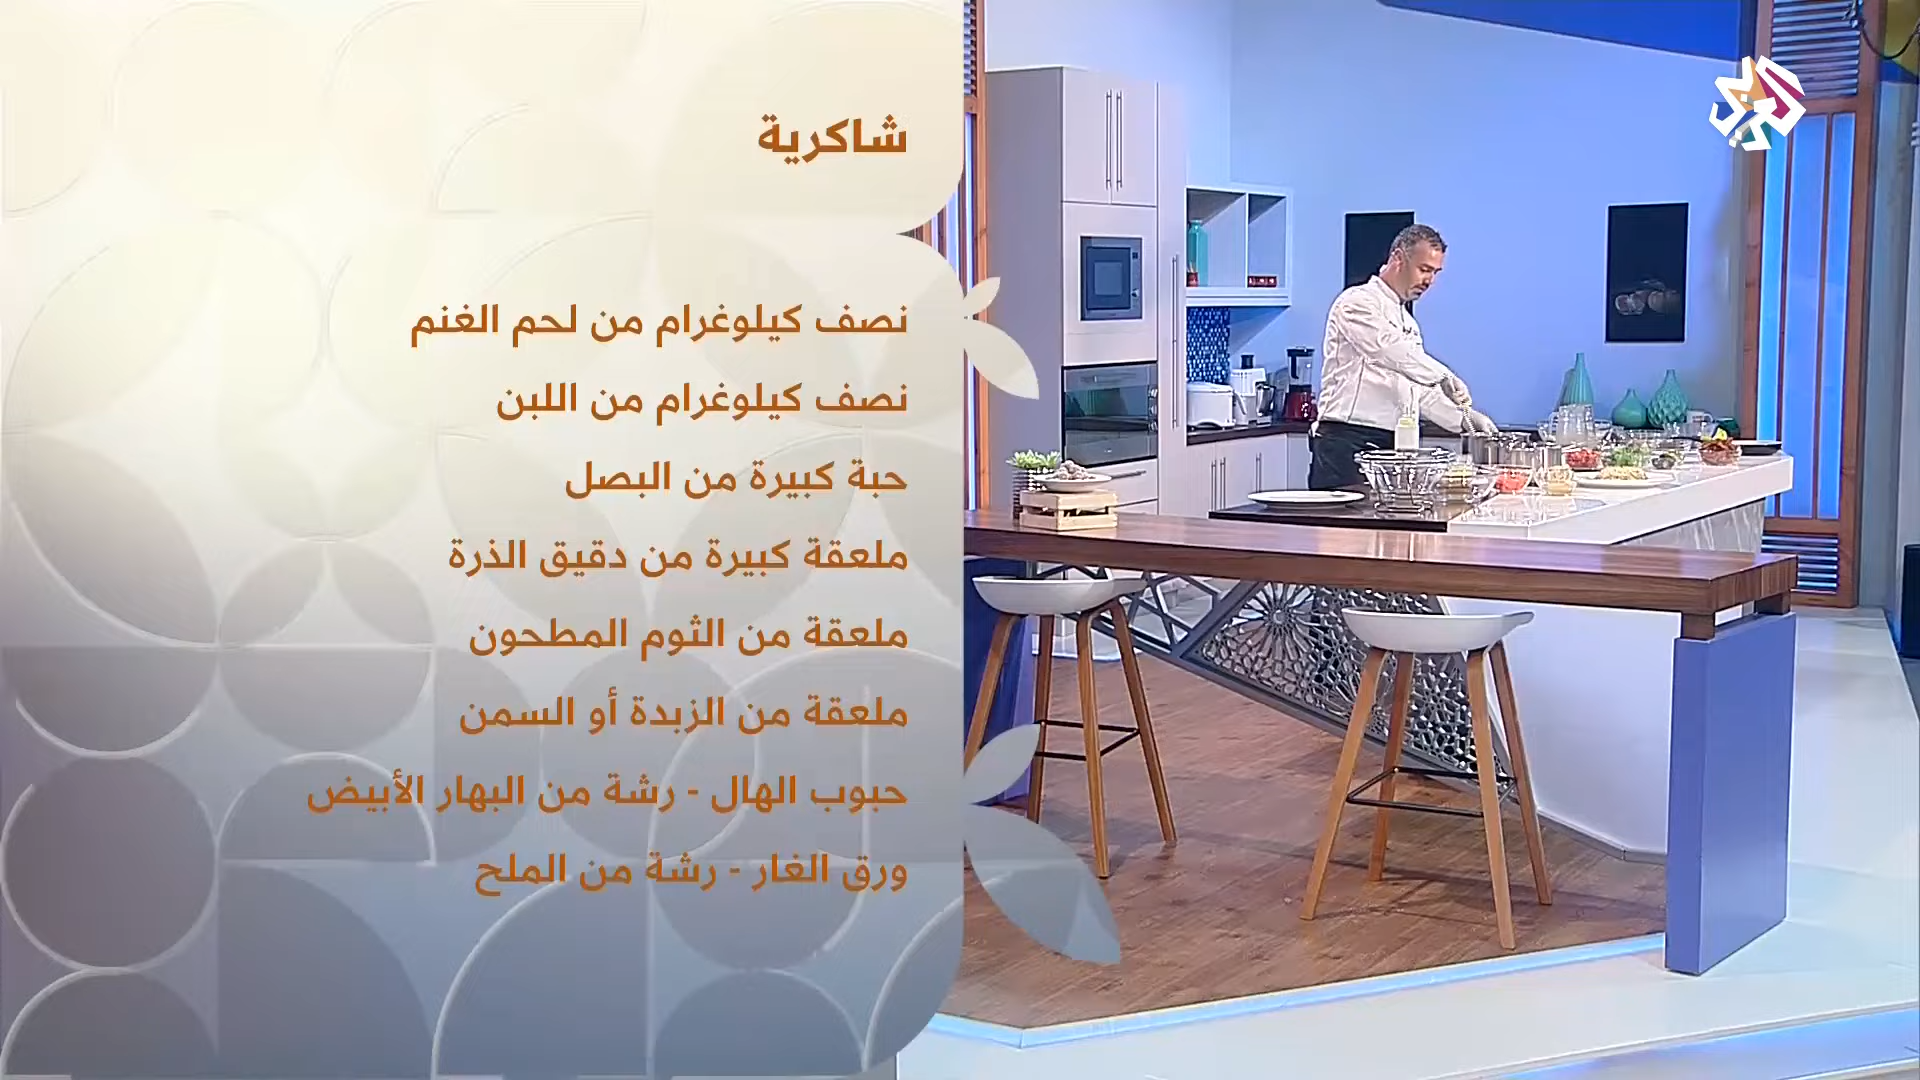 شاكرية
نصف كيلوغرام من لحم الغنم
نصف كيلوغرام من اللبن
حبة كبيرة من البصل
ملعقة كبيرة من دقيق الذرة
ملعقة من الثوم المطحون
ملعقة من الزبدة أو السمن
حبوب الهال - رشة من البهار الأبيض
ورق الغار - رشة من الملح